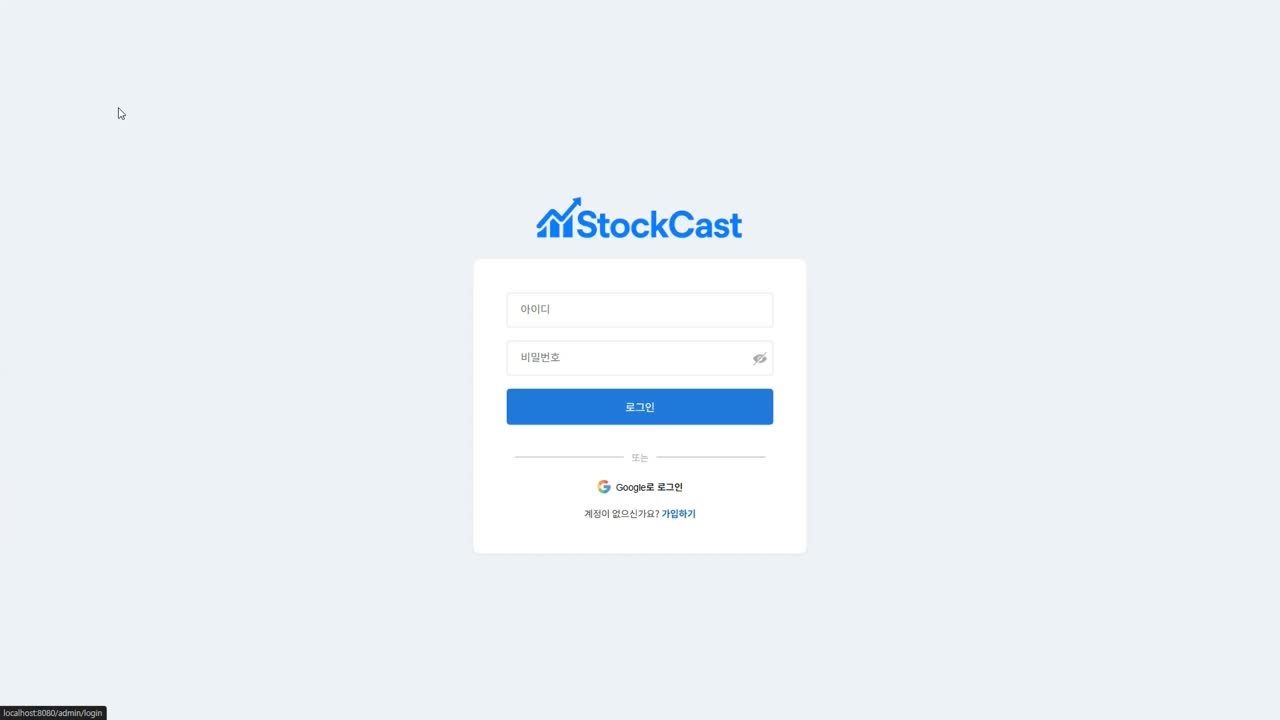 StockCast
아이디
비밀번호
로그인
또는
Google로 로그인
계정이 없으신가요? 가입하기
localhost:8080/admin/login